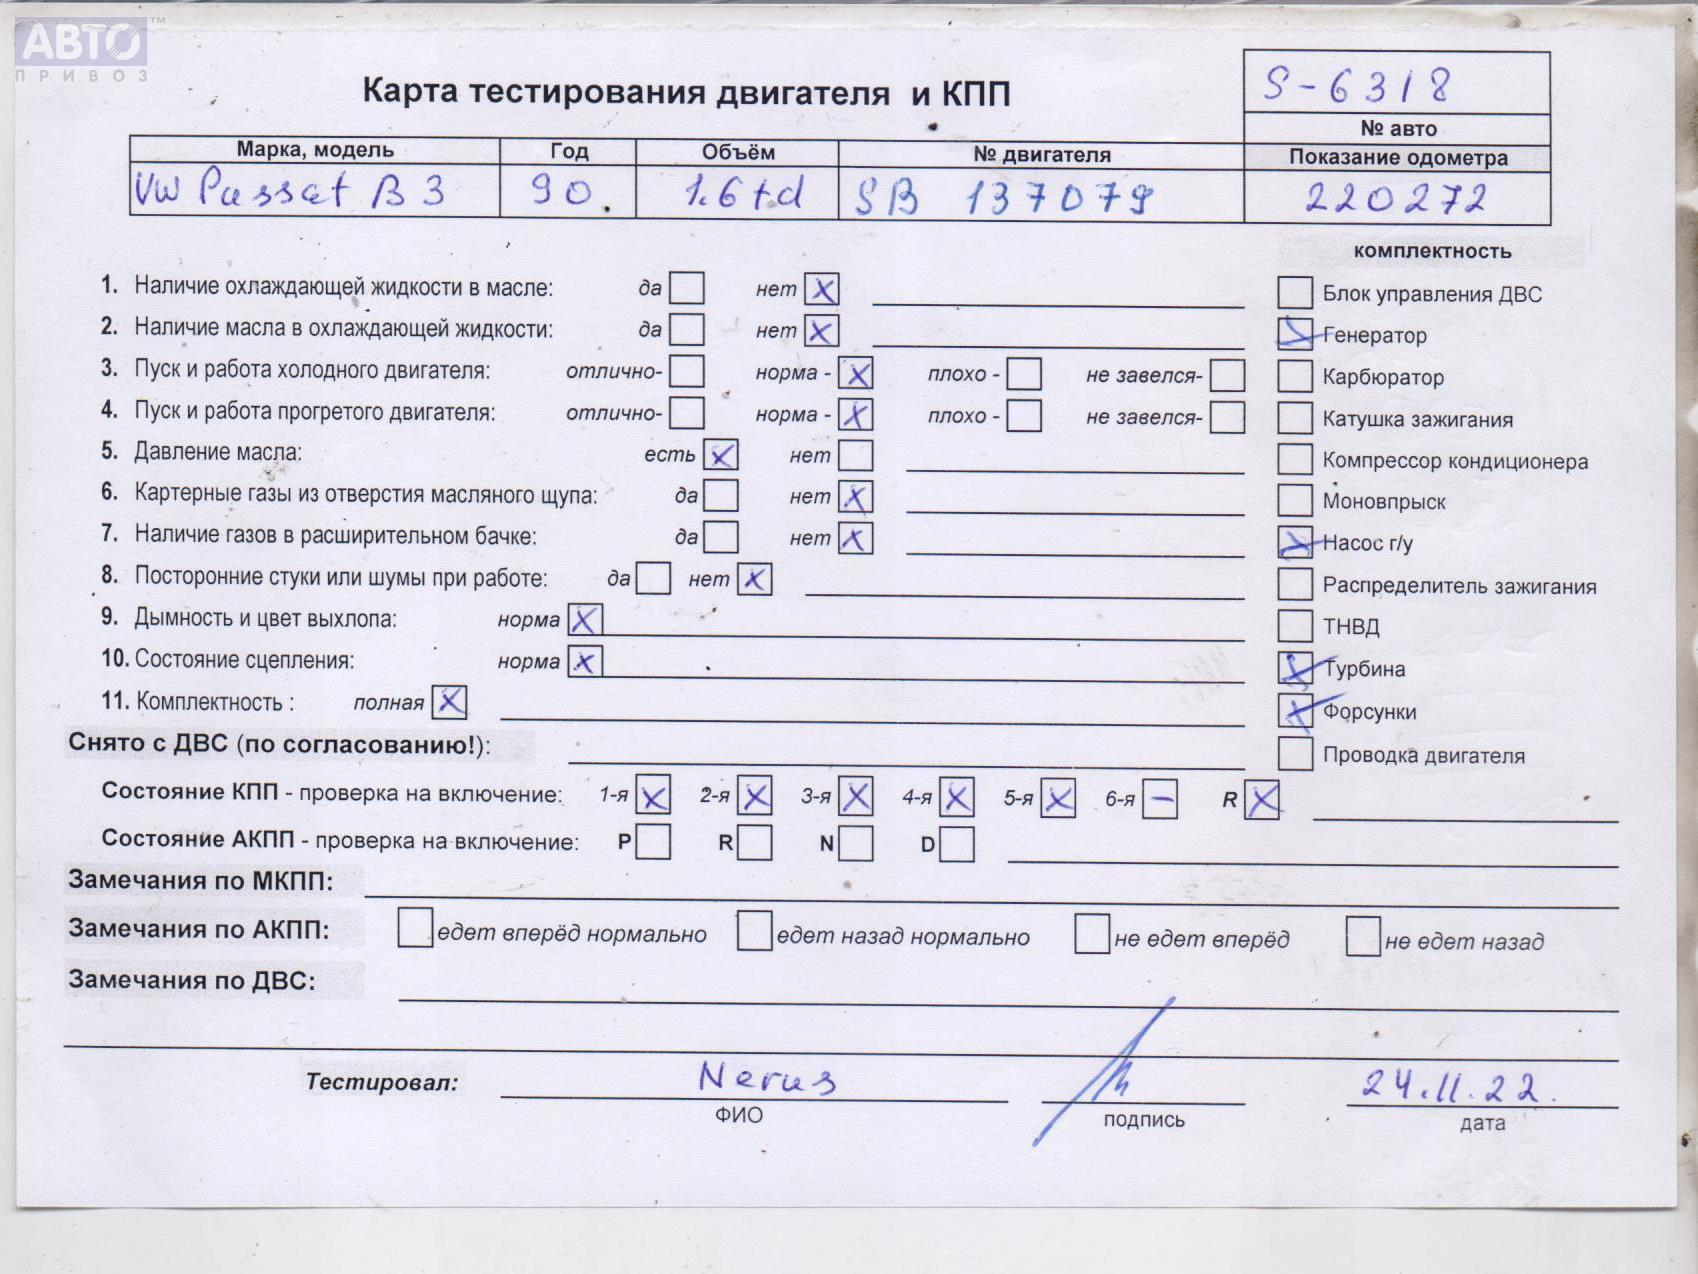 АВТО™
ПРИВОЗ
Карта тестирования двигателя и КПП
S-6318
№ авто
Марка, модель Год Объём № двигателя Показание одометра
VW Passat B3 90. 1.6td SB 137079 220272
комплектность
1. Наличие охлаждающей жидкости в масле: да нет x Блок управления ДВС
2. Наличие масла в охлаждающей жидкости: да нет x x Генератор
3. Пуск и работа холодного двигателя: отлично- норма - x плохо - не завелся- Карбюратор
4. Пуск и работа прогретого двигателя: отлично- норма - x плохо - не завелся- Катушка зажигания
5. Давление масла: есть x нет Компрессор кондиционера
6. Картерные газы из отверстия масляного щупа: да нет x Моновпрыск
7. Наличие газов в расширительном бачке: да нет x x Насос г/у
8. Посторонние стуки или шумы при работе: да нет x Распределитель зажигания
9. Дымность и цвет выхлопа: норма x ТНВД
10. Состояние сцепления: норма x x Турбина
11. Комплектность : полная x x Форсунки
Снято с ДВС (по согласованию!): Проводка двигателя
Состояние КПП - проверка на включение: 1-я x 2-я x 3-я x 4-я x 5-я x 6-я - R x
Состояние АКПП - проверка на включение: P R N D
Замечания по МКПП:
Замечания по АКПП: едет вперёд нормально едет назад нормально не едет вперёд не едет назад
Замечания по ДВС:
Тестировал: Nerus 24.11.22.
ФИО подпись дата